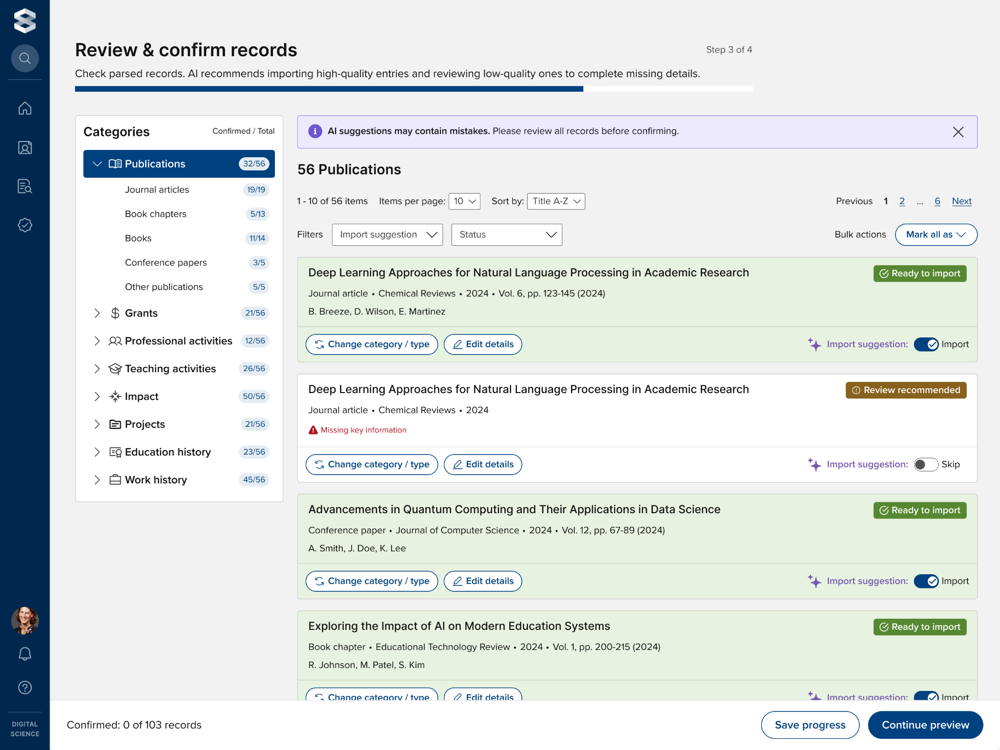 Review & confirm records
Step 3 of 4
Check parsed records. AI recommends importing high-quality entries and reviewing low-quality ones to complete missing details.
Categories
Confirmed / Total
Publications 32/56
Journal articles 19/19
Book chapters 5/13
Books 11/14
Conference papers 3/5
Other publications 5/5
Grants 21/56
Professional activities 12/56
Teaching activities 26/56
Impact 50/56
Projects 21/56
Education history 23/56
Work history 45/56
AI suggestions may contain mistakes. Please review all records before confirming.
56 Publications
1 - 10 of 56 items Items per page: 10 Sort by: Title A-Z Previous 1 2 ... 6 Next
Filters Import suggestion Status Bulk actions Mark all as
Deep Learning Approaches for Natural Language Processing in Academic Research
Ready to import
Journal article • Chemical Reviews • 2024 • Vol. 6, pp. 123-145 (2024)
B. Breeze, D. Wilson, E. Martinez
Change category / type Edit details Import suggestion: Import
Deep Learning Approaches for Natural Language Processing in Academic Research
Review recommended
Journal article • Chemical Reviews • 2024
Missing key information
Change category / type Edit details Import suggestion: Skip
Advancements in Quantum Computing and Their Applications in Data Science
Ready to import
Conference paper • Journal of Computer Science • 2024 • Vol. 12, pp. 67-89 (2024)
A. Smith, J. Doe, K. Lee
Change category / type Edit details Import suggestion: Import
Exploring the Impact of AI on Modern Education Systems
Ready to import
Book chapter • Educational Technology Review • 2024 • Vol. 1, pp. 200-215 (2024)
R. Johnson, M. Patel, S. Kim
Change category / type Edit details Import suggestion: Import
DIGITAL
SCIENCE
Confirmed: 0 of 103 records
Save progress
Continue preview